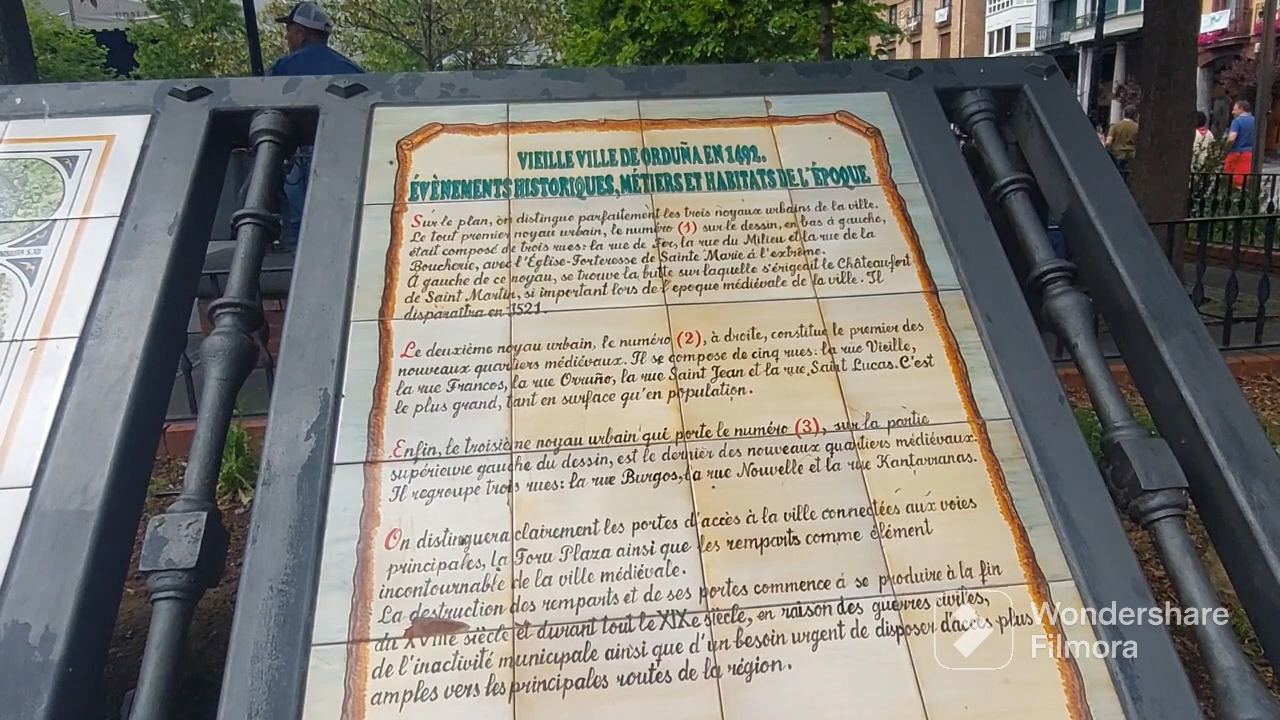 VIEILLE VILLE DE ORDUÑA EN 1492.
ÉVÈNEMENTS HISTORIQUES, MÉTIERS ET HABITATS DE L'ÉPOQUE.
Sur le plan, on distingue parfaitement les trois noyaux urbains de la ville.
Le tout premier noyau urbain, le numéro (1) sur le dessin, en bas à gauche,
était composé de trois rues: la rue de fer, la rue du Milieu et la rue de la
Boucherie, avec l'Église-Forteresse de Sainte Marie à l'extrême.
À gauche de ce noyau, se trouve la butte sur laquelle s'érigeait le Châteaufort
de Saint Martin, si important lors de l'epoque médiévale de la ville. Il
disparaîtra en 1521.
Le deuxième noyau urbain, le numéro (2), à droite, constitue le premier des
nouveaux quartiers médiévaux. Il se compose de cinq rues: la rue Vieille,
la rue Francos, la rue Orruño, la rue Saint Jean et la rue Saint Lucas. C'est
le plus grand, tant en surface qu'en population.
Enfin, le troisième noyau urbain qui porte le numéro (3), sur la partie
supérieure gauche du dessin, est le dernier des nouveaux quartiers médiévaux.
Il regroupe trois rues: la rue Burgos, la rue Nouvelle et la rue Kantarranas.
On distinguera clairement les portes d'accès à la ville connectées aux voies
principales, la Foru Plaza ainsi que les remparts comme élément
incontournable de la ville médiévale.
La destruction des remparts et de ses portes commence à se produire à la fin
du XVIIIe siècle et durant tout le XIXe siècle, en raison des guerres civiles,
de l'inactivité municipale ainsi que d'un besoin urgent de disposer d'accès plus
amples vers les principales routes de la région.
Wondershare
Filmora